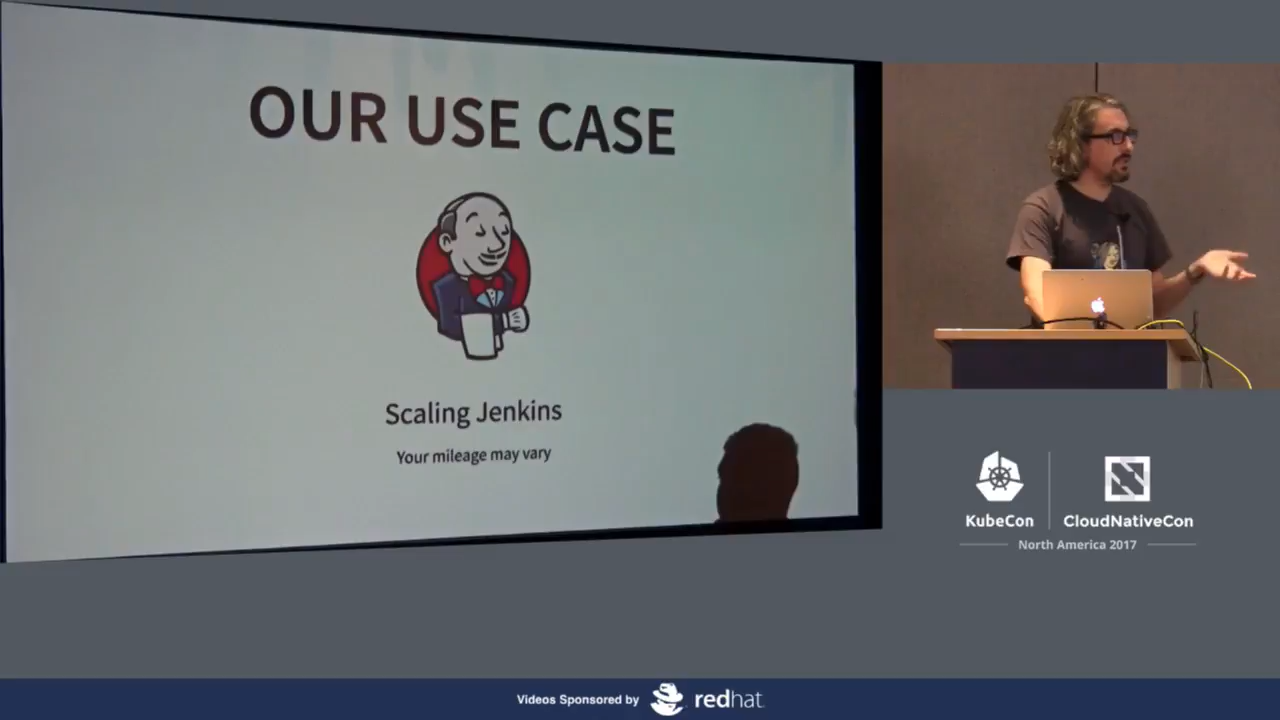 OUR USE CASE
Scaling Jenkins
Your mileage may vary
KubeCon
CloudNativeCon
North America 2017
Videos Sponsored by redhat.